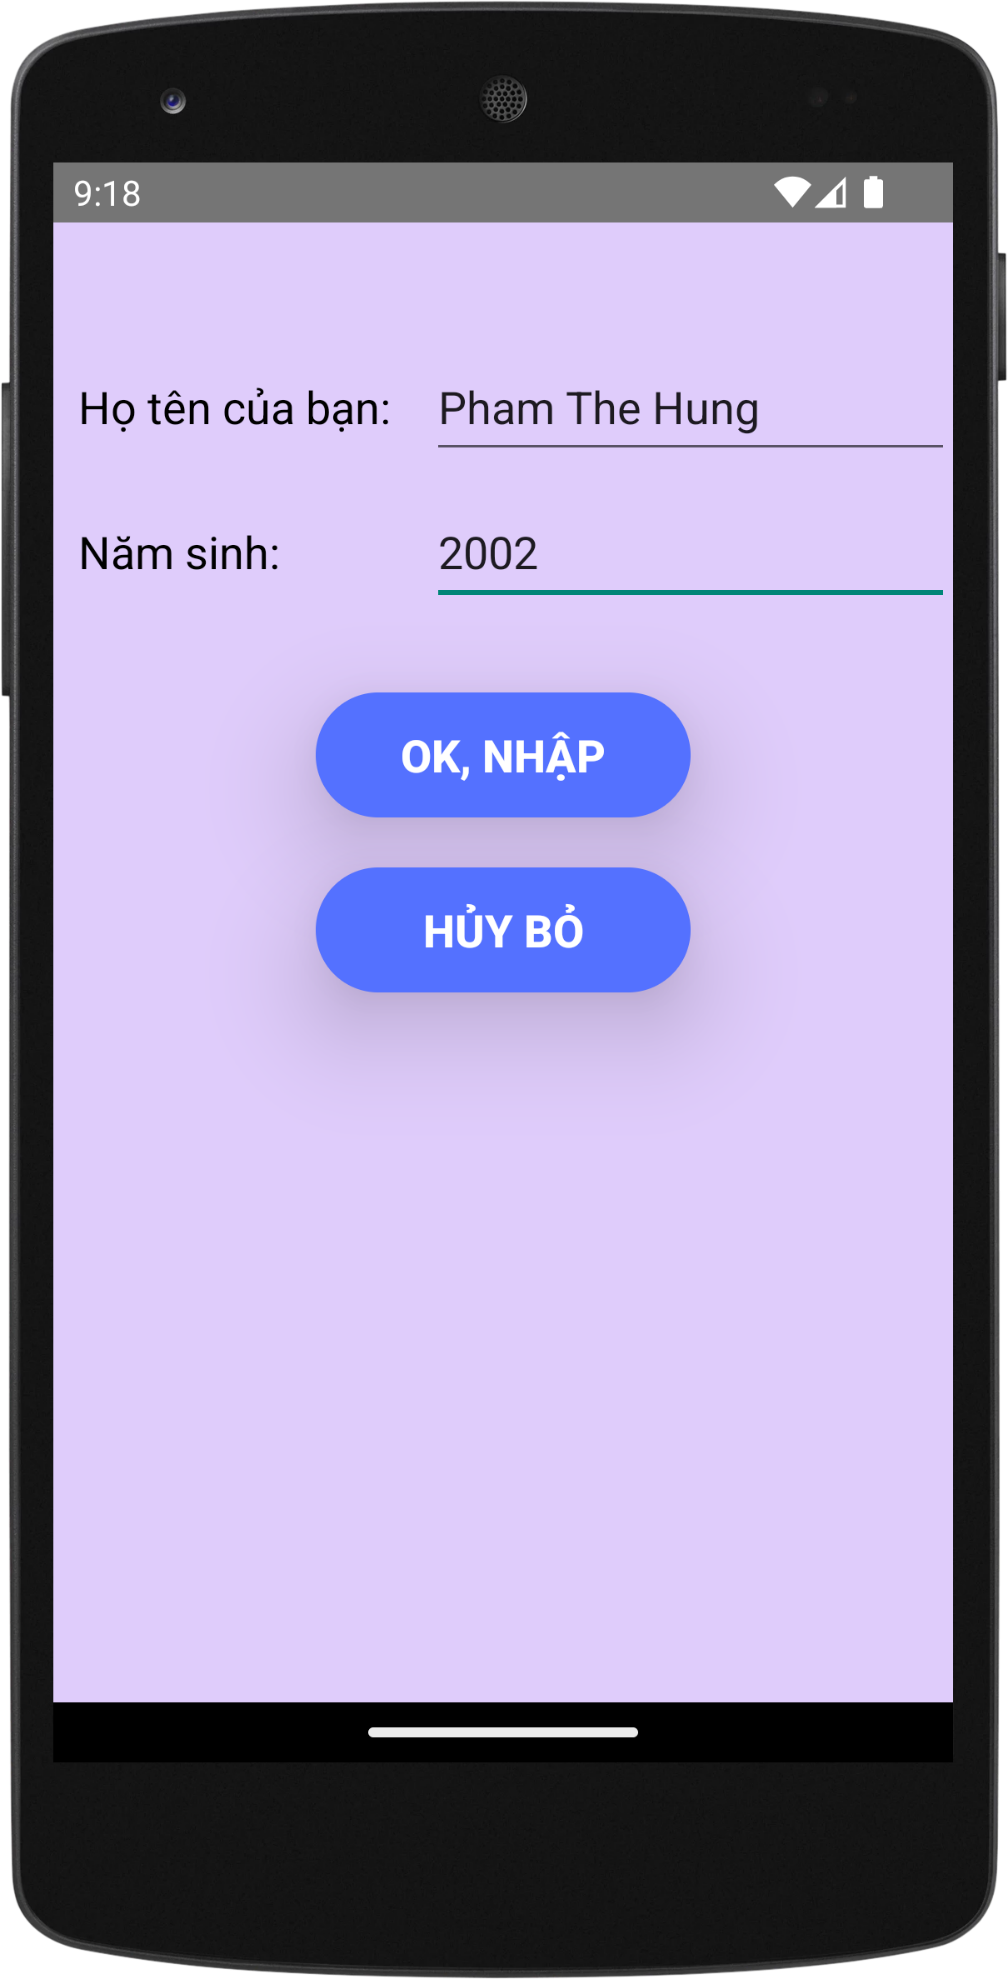 9:18
Họ tên của bạn: Pham The Hung
Năm sinh: 2002
OK, NHẬP
HỦY BỎ